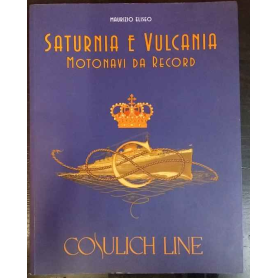 MAURIZIO ELISEO
SATURNIA E VULCANIA
MOTONAVI DA RECORD
COSULICH LINE